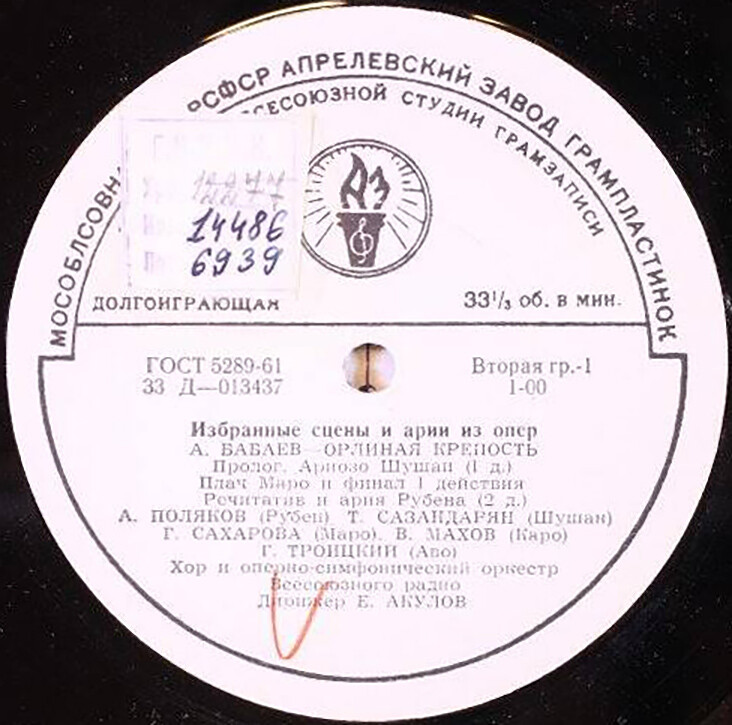 МОСОБЛСОВН РСФСР АПРЕЛЕВСКИЙ ЗАВОД ГРАМПЛАСТИНОК
ВСЕСОЮЗНОЙ СТУДИИ ГРАМЗАПИСИ
АЗ
14486
6939
ДОЛГОИГРАЮЩАЯ
33 1/3 об. в мин.
ГОСТ 5289-61
Вторая гр.-1
33 Д—013437
1-00
Избранные сцены и арии из опер
А. БАБАЕВ—ОРЛИНАЯ КРЕПОСТЬ
Пролог. Ариозо Шушан (1 д.)
Плач Маро и финал 1 действия
Речитатив и ария Рубена (2 д.)
А. ПОЛЯКОВ (Рубен) Т. САЗАНДАРЯН (Шушан)
Г. САХАРОВА (Маро), В. МАХОВ (Каро)
Г. ТРОИЦКИЙ (Аво)
Хор и оперно-симфонический оркестр
Всесоюзного радио
Дирижер Е. АКУЛОВ